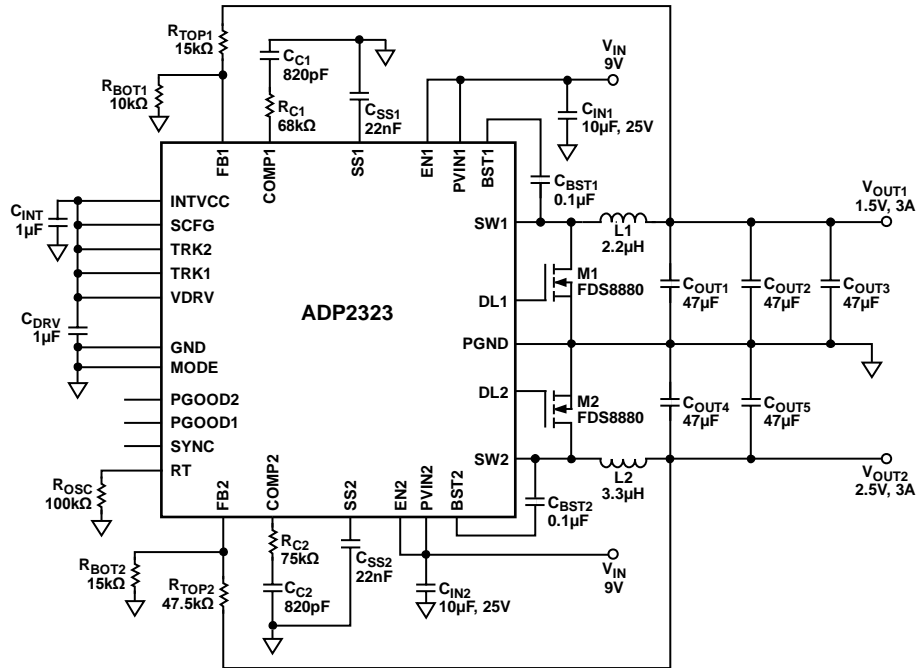 RTOP1
15kΩ
CC1
820pF
VIN
9V
RBOT1
10kΩ
RC1
68kΩ
CSS1
22nF
CIN1
10µF, 25V
FB1
COMP1
SS1
EN1
PVIN1
BST1
CBST1
0.1µF
CINT
1µF
INTVCC
SCFG
TRK2
TRK1
VDRV
CDRV
1µF
GND
MODE
PGOOD2
PGOOD1
SYNC
RT
ROSC
100kΩ
ADP2323
SW1
DL1
PGND
DL2
SW2
L1
2.2µH
VOUT1
1.5V, 3A
M1
FDS8880
COUT1
47µF
COUT2
47µF
COUT3
47µF
M2
FDS8880
COUT4
47µF
COUT5
47µF
L2
3.3µH
VOUT2
2.5V, 3A
FB2
COMP2
SS2
EN2
PVIN2
BST2
CBST2
0.1µF
RBOT2
15kΩ
RTOP2
47.5kΩ
RC2
75kΩ
CC2
820pF
CSS2
22nF
CIN2
10µF, 25V
VIN
9V